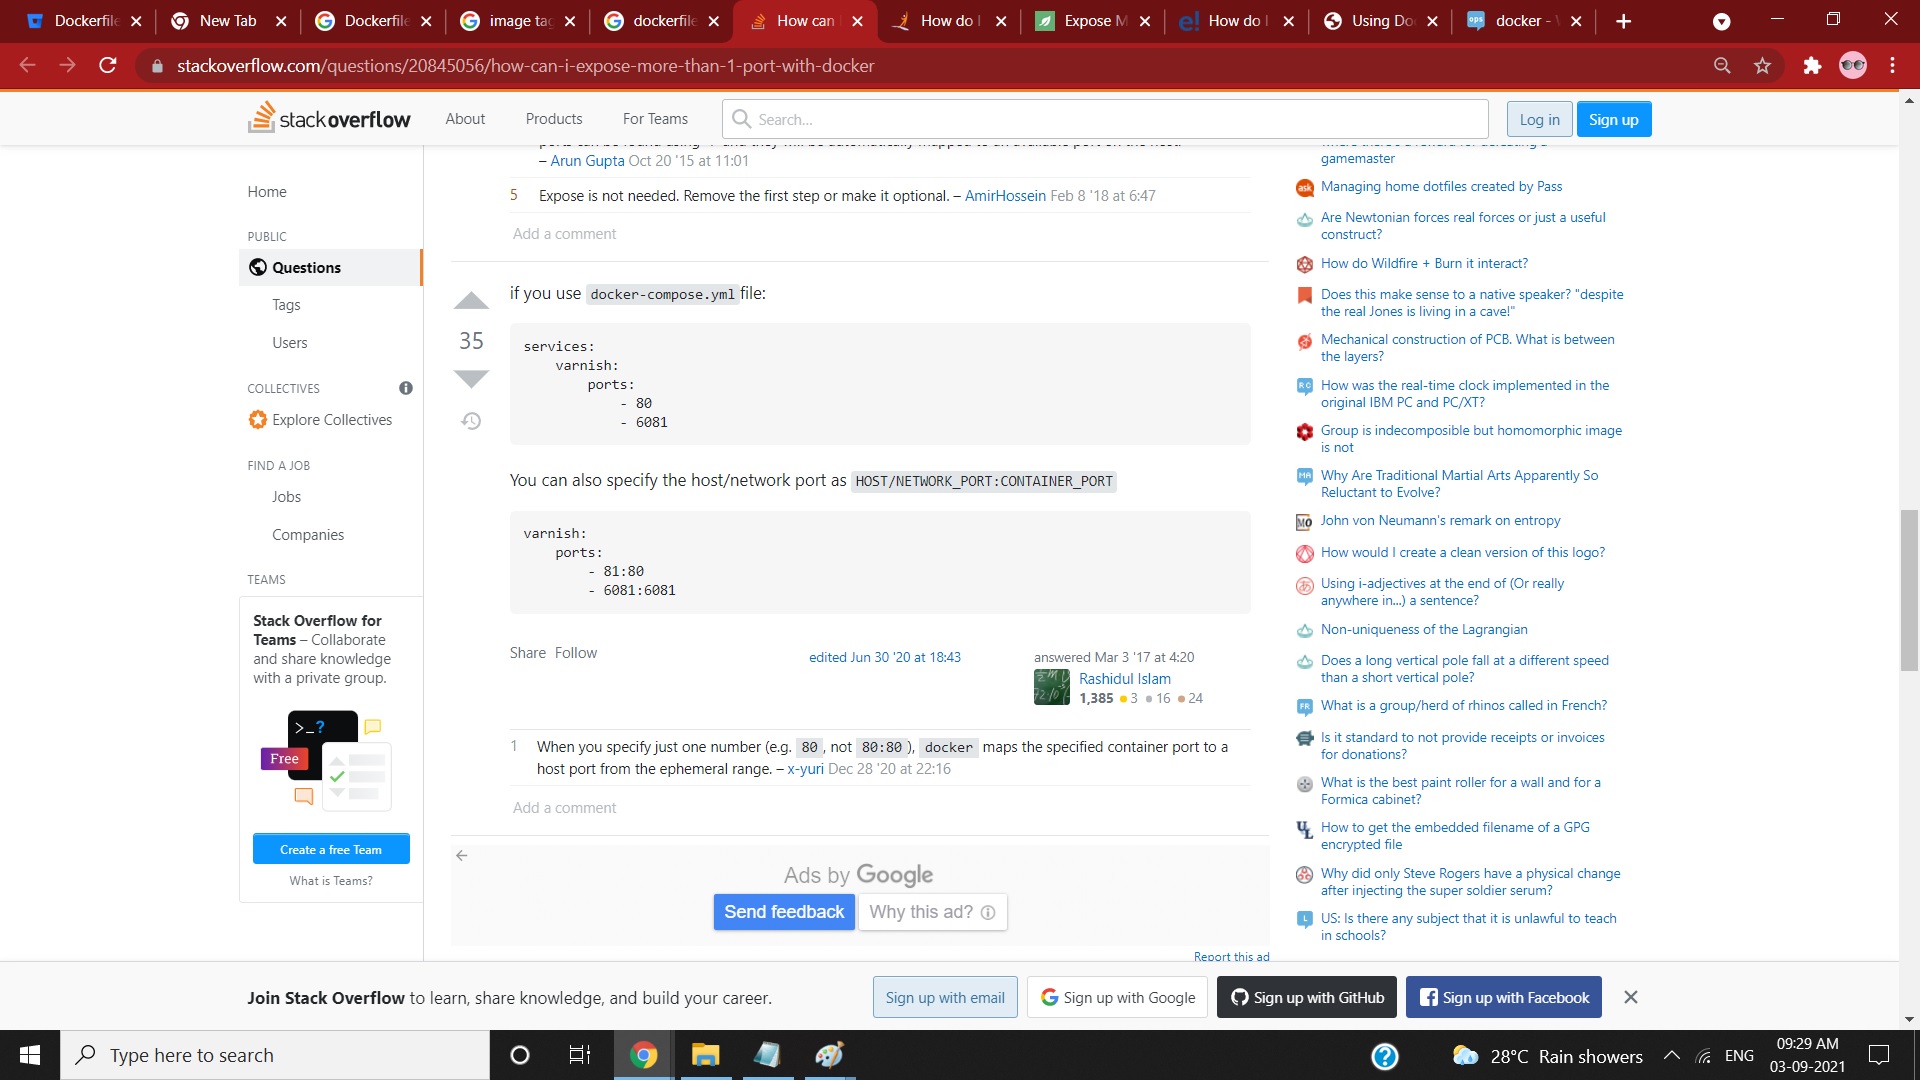 Dockerfile
New Tab
Dockerfile
image tag
dockerfile
How can
How do I
Expose M
How do I
Using Do
docker -
stackoverflow.com/questions/20845056/how-can-i-expose-more-than-1-port-with-docker
stackoverflow
About
Products
For Teams
Search...
Log in
Sign up
Home
PUBLIC
Questions
Tags
Users
COLLECTIVES
Explore Collectives
FIND A JOB
Jobs
Companies
TEAMS
Stack Overflow for
Teams – Collaborate
and share knowledge
with a private group.
>_?
Free
Create a free Team
What is Teams?
– Arun Gupta Oct 20 '15 at 11:01
5 Expose is not needed. Remove the first step or make it optional. – AmirHossein Feb 8 '18 at 6:47
Add a comment
35
if you use docker-compose.yml file:
services:
varnish:
ports:
- 80
- 6081
You can also specify the host/network port as HOST/NETWORK_PORT:CONTAINER_PORT
varnish:
ports:
- 81:80
- 6081:6081
Share Follow
edited Jun 30 '20 at 18:43
answered Mar 3 '17 at 4:20
Rashidul Islam
1,385 3 16 24
1 When you specify just one number (e.g. 80 , not 80:80 ), docker maps the specified container port to a
host port from the ephemeral range. – x-yuri Dec 28 '20 at 22:16
Add a comment
Ads by Google
Send feedback
Why this ad?
Report this ad
gamemaster
Managing home dotfiles created by Pass
Are Newtonian forces real forces or just a useful
construct?
How do Wildfire + Burn it interact?
Does this make sense to a native speaker? "despite
the real Jones is living in a cave!"
Mechanical construction of PCB. What is between
the layers?
How was the real-time clock implemented in the
original IBM PC and PC/XT?
Group is indecomposible but homomorphic image
is not
Why Are Traditional Martial Arts Apparently So
Reluctant to Evolve?
John von Neumann's remark on entropy
How would I create a clean version of this logo?
Using i-adjectives at the end of (Or really
anywhere in...) a sentence?
Non-uniqueness of the Lagrangian
Does a long vertical pole fall at a different speed
than a short vertical pole?
What is a group/herd of rhinos called in French?
Is it standard to not provide receipts or invoices
for donations?
What is the best paint roller for a wall and for a
Formica cabinet?
How to get the embedded filename of a GPG
encrypted file
Why did only Steve Rogers have a physical change
after injecting the super soldier serum?
US: Is there any subject that it is unlawful to teach
in schools?
Join Stack Overflow to learn, share knowledge, and build your career.
Sign up with email
Sign up with Google
Sign up with GitHub
Sign up with Facebook
Type here to search
28°C Rain showers
ENG
09:29 AM
03-09-2021